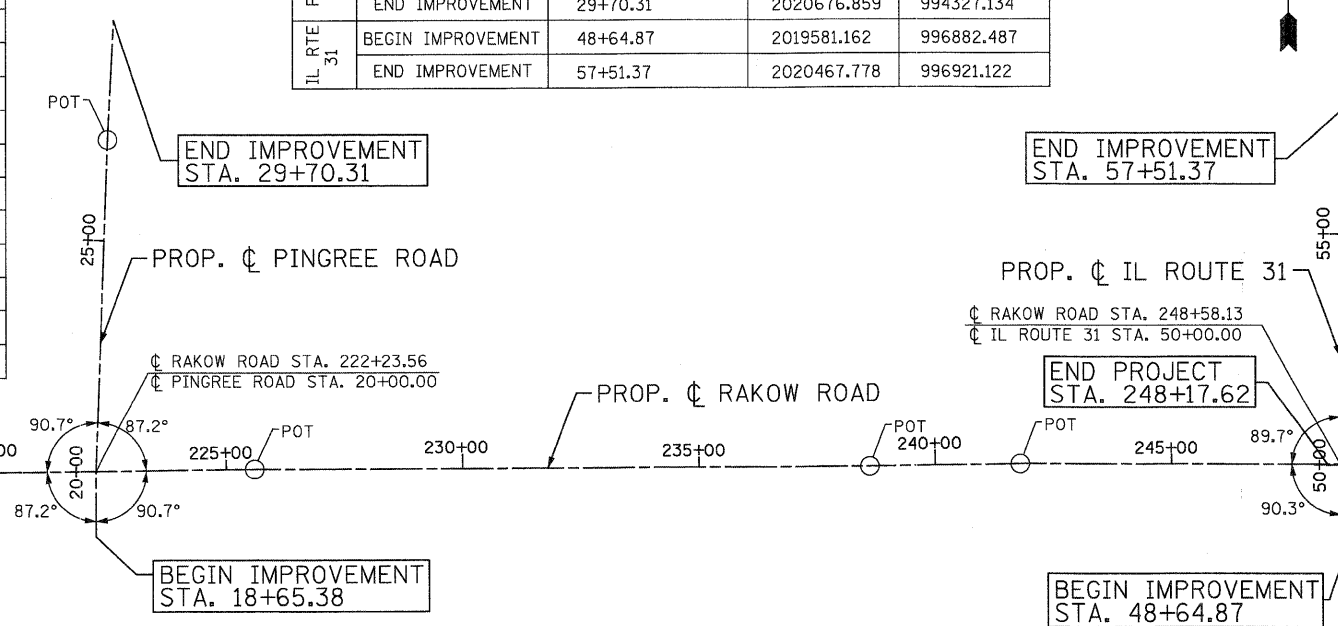 END IMPROVEMENT 29+70.31 2020676.859 994327.134
IL RTE 31
BEGIN IMPROVEMENT 48+64.87 2019581.162 996882.487
END IMPROVEMENT 57+51.37 2020467.778 996921.122
POT
END IMPROVEMENT
STA. 29+70.31
END IMPROVEMENT
STA. 57+51.37
25+00
55+00
PROP. ℄ PINGREE ROAD
PROP. ℄ IL ROUTE 31
℄ RAKOW ROAD STA. 248+58.13
℄ IL ROUTE 31 STA. 50+00.00
℄ RAKOW ROAD STA. 222+23.56
℄ PINGREE ROAD STA. 20+00.00
END PROJECT
STA. 248+17.62
PROP. ℄ RAKOW ROAD
90.7°
87.2°
POT
POT
POT
89.7°
225+00
230+00
235+00
240+00
245+00
20+00
50+00
87.2°
90.7°
90.3°
BEGIN IMPROVEMENT
STA. 18+65.38
BEGIN IMPROVEMENT
STA. 48+64.87